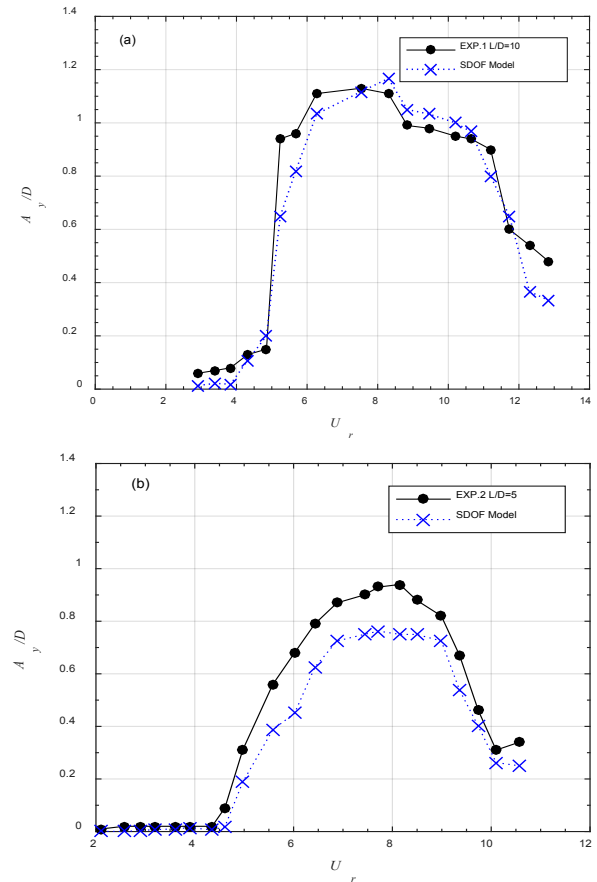 (a)
EXP.1 L/D=10
SDOF Model
1.4
1.2
1
0.8
0.6
0.4
0.2
0
A y /D
0 2 4 6 8 10 12 14
U r
(b)
EXP.2 L/D=5
SDOF Model
1.4
1.2
1
0.8
0.6
0.4
0.2
0
A y /D
2 4 6 8 10 12
U r